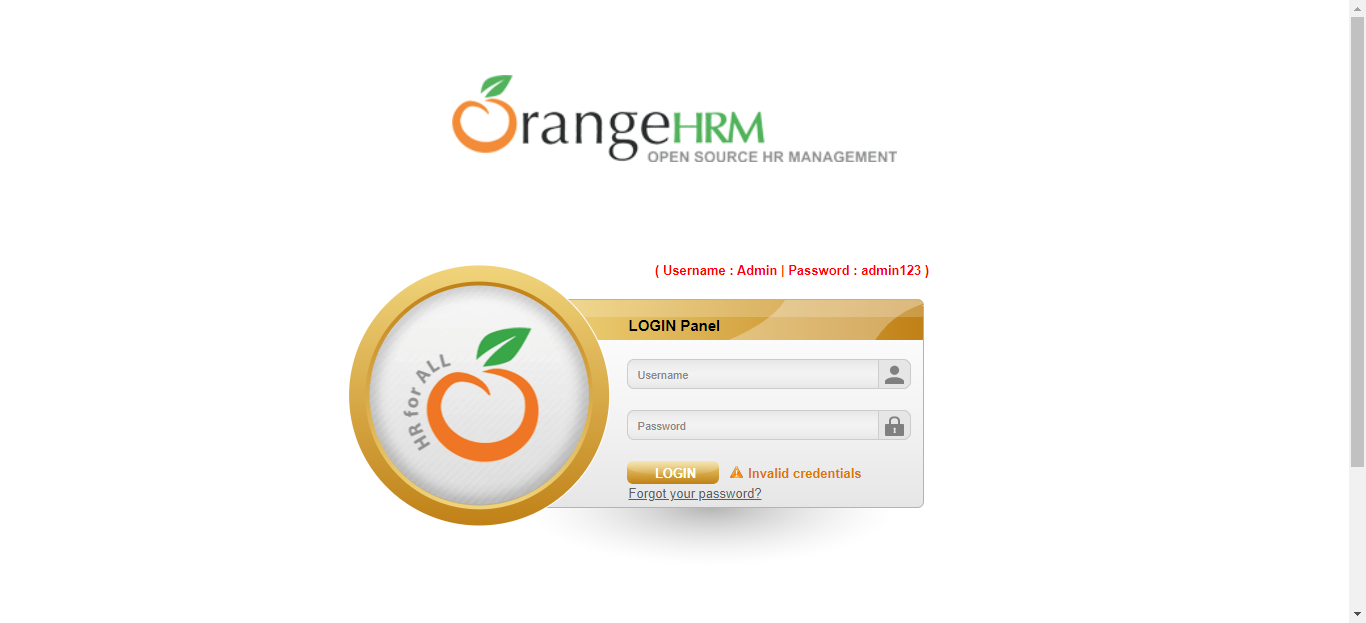 OrangeHRM
OPEN SOURCE HR MANAGEMENT
( Username : Admin | Password : admin123 )
LOGIN Panel
HR for ALL
Username
Password
LOGIN
Invalid credentials
Forgot your password?